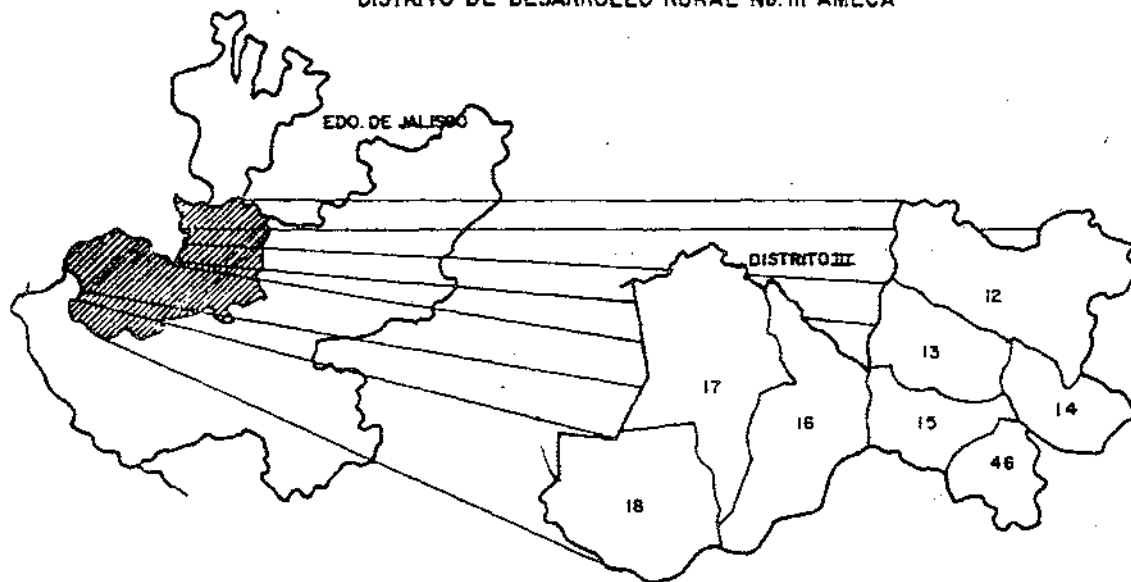 DISTRITO DE DESARROLLO RURAL No. III AMECA
EDO. DE JALISCO
DISTRITO III
12
13
17
14
16
15
46
18